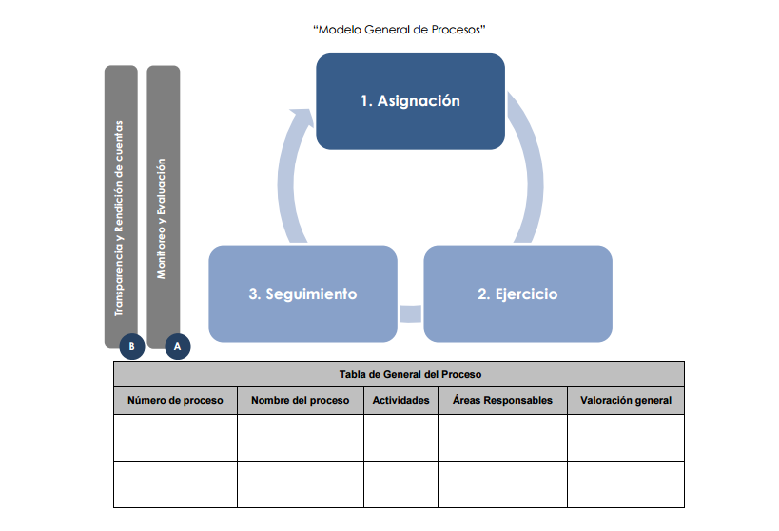 “Modelo General de Procesos”
1. Asignación
Transparencia y Rendición de cuentas
Monitoreo y Evaluación
3. Seguimiento
2. Ejercicio
B
A
Tabla de General del Proceso
Número de proceso Nombre del proceso Actividades Áreas Responsables Valoración general